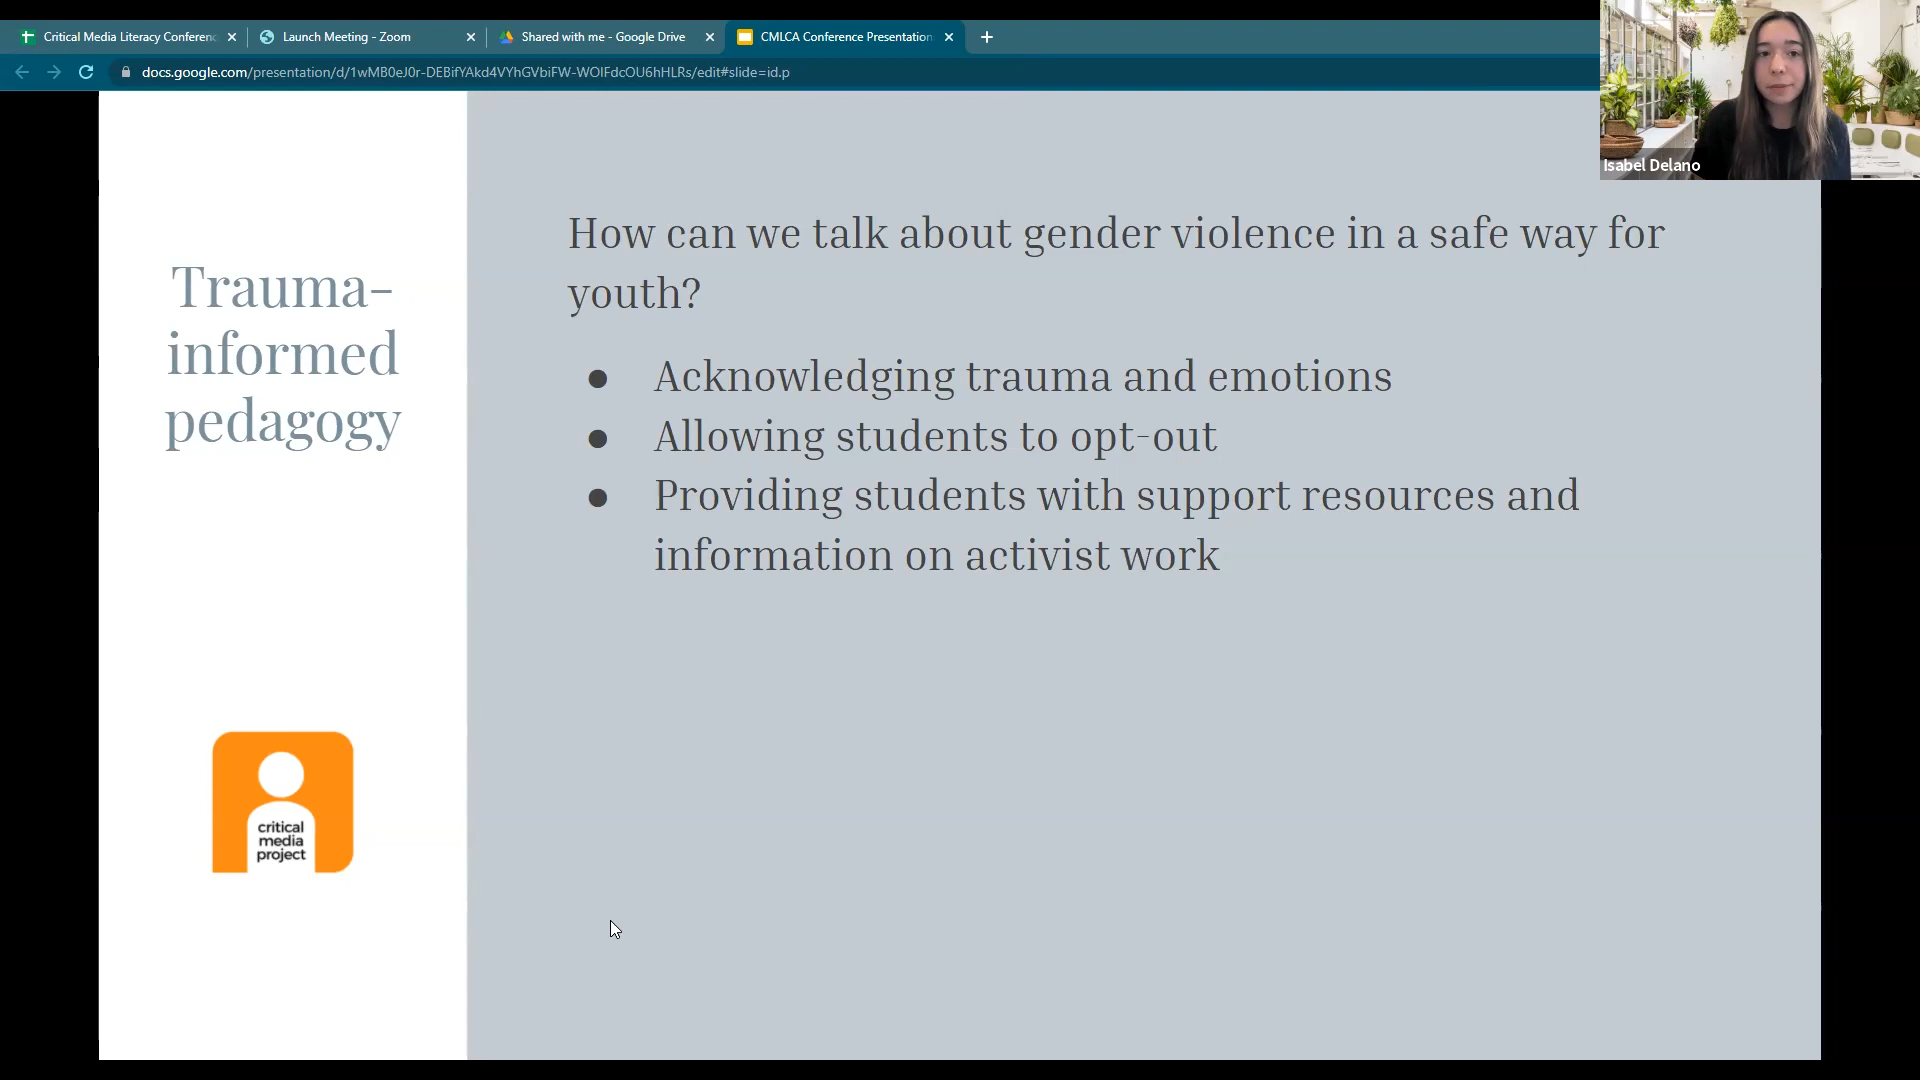 Critical Media Literacy Conferenc
Launch Meeting - Zoom
Shared with me - Google Drive
CMLCA Conference Presentation
docs.google.com/presentation/d/1wMB0eJ0r-DEBifYAkd4VYhGVbiFW-WOlFdcOU6hHLRs/edit#slide=id.p
Isabel Delano
Trauma-
informed
pedagogy
critical
media
project
How can we talk about gender violence in a safe way for
youth?
● Acknowledging trauma and emotions
● Allowing students to opt-out
● Providing students with support resources and
information on activist work